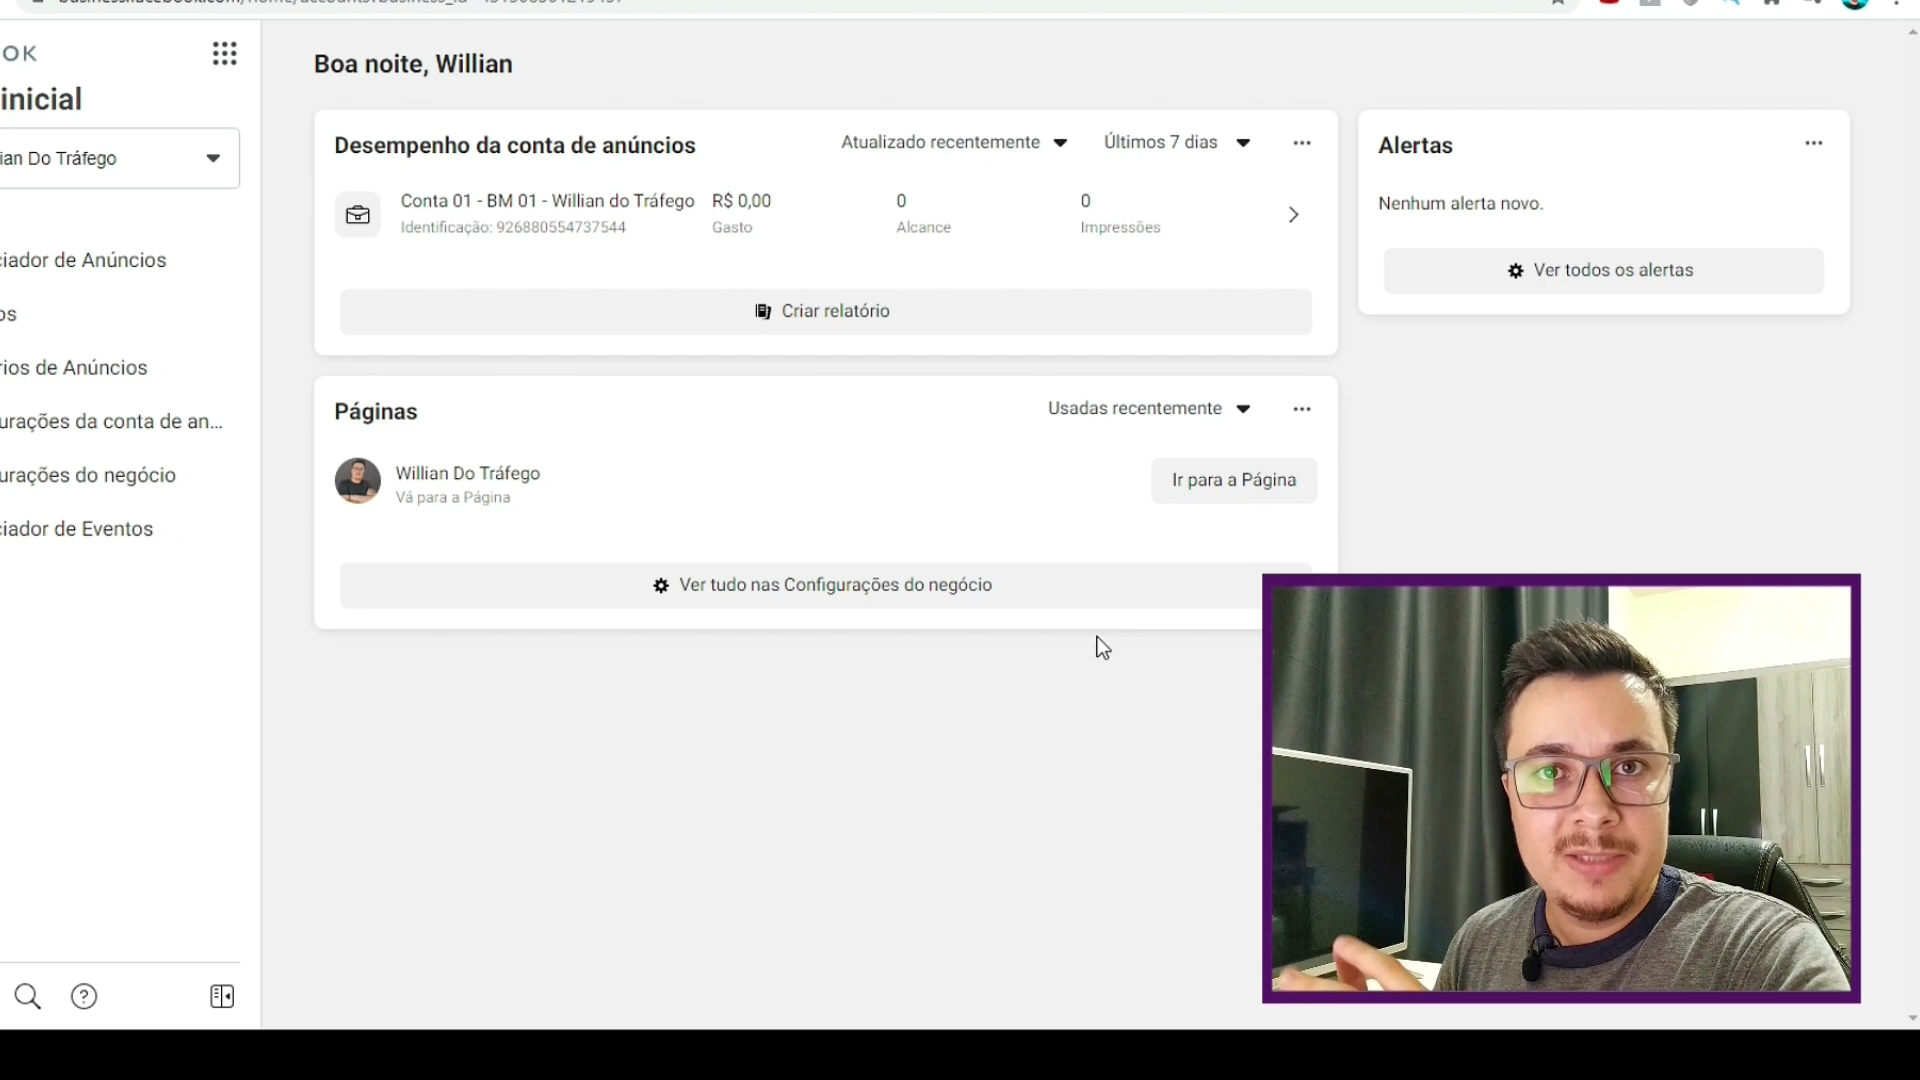 OK
inicial
Boa noite, Willian
ian Do Tráfego
Desempenho da conta de anúncios
Atualizado recentemente
Últimos 7 dias
Conta 01 - BM 01 - Willian do Tráfego
R$ 0,00
0
0
Identificação: 926880554737544
Gasto
Alcance
Impressões
Criar relatório
Alertas
Nenhum alerta novo.
Ver todos os alertas
ciador de Anúncios
os
rios de Anúncios
urações da conta de an...
urações do negócio
ciador de Eventos
Páginas
Usadas recentemente
Willian Do Tráfego
Vá para a Página
Ir para a Página
Ver tudo nas Configurações do negócio